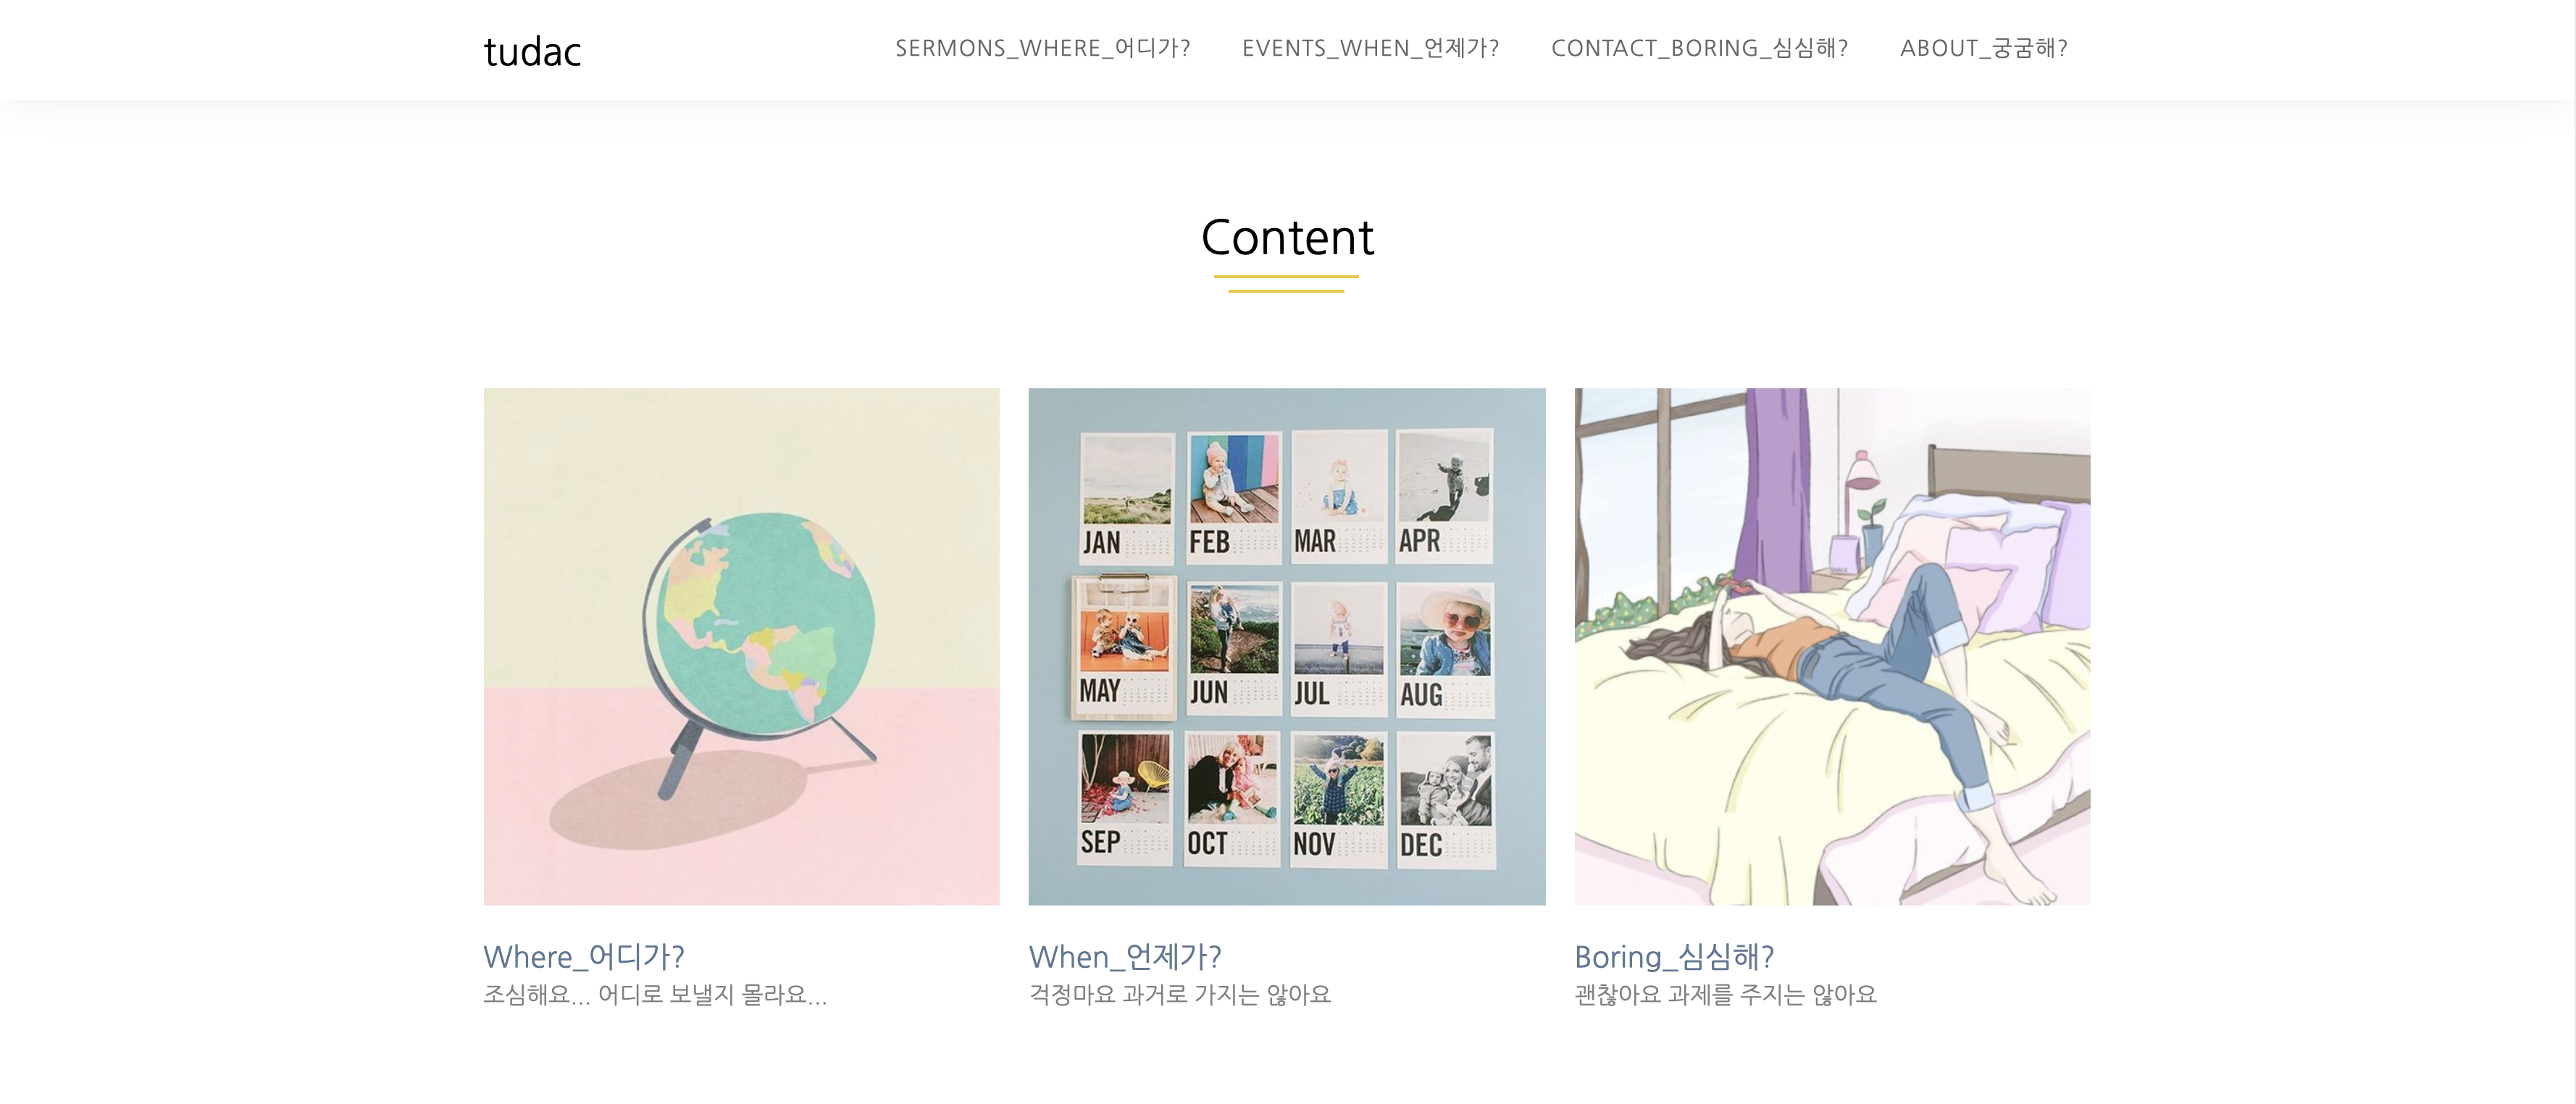 tudac
SERMONS_WHERE_어디가? EVENTS_WHEN_언제가? CONTACT_BORING_심심해? ABOUT_궁굼해?
Content
JAN FEB MAR APR
MAY JUN JUL AUG
SEP OCT NOV DEC
Where_어디가? When_언제가? Boring_심심해?
조심해요... 어디로 보낼지 몰라요... 걱정마요 과거로 가지는 않아요 괜찮아요 과제를 주지는 않아요